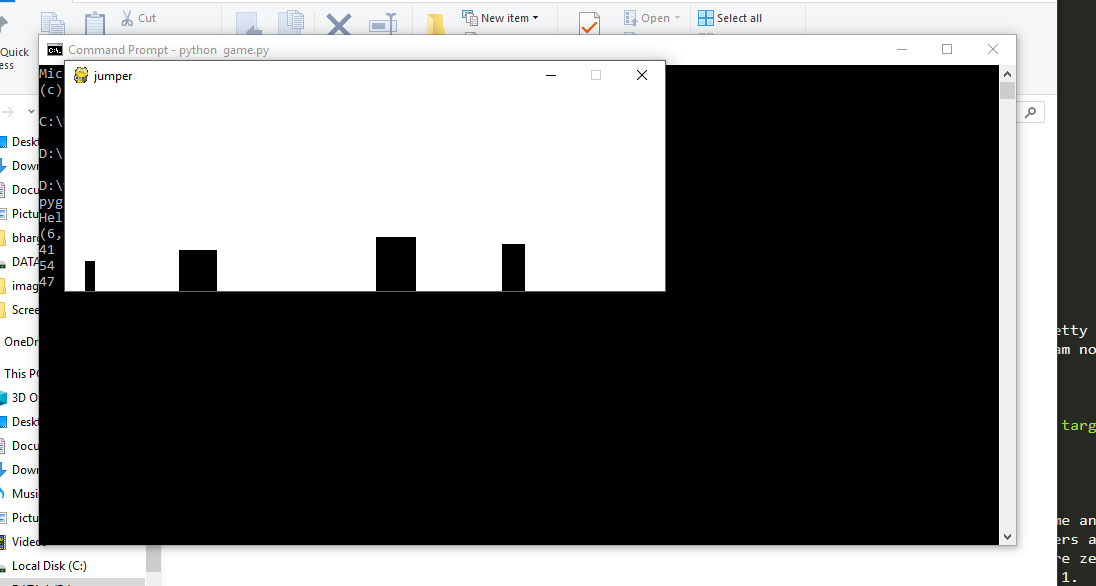 Cut
New item
Open
Select all
Quick
ess
Command Prompt - python  game.py
jumper
Mic
(c)
C:\
D:\
D:\
pyg
Hel
(6,
41
54
47
Desk
Down
Docu
Pictu
bharg
DATA
imag
Scree
OneDr
This PC
3D O
Deskt
Docu
Down
Music
Pictu
Video
Local Disk (C:)
etty
am no
targ
me an
ers a
re ze
1.